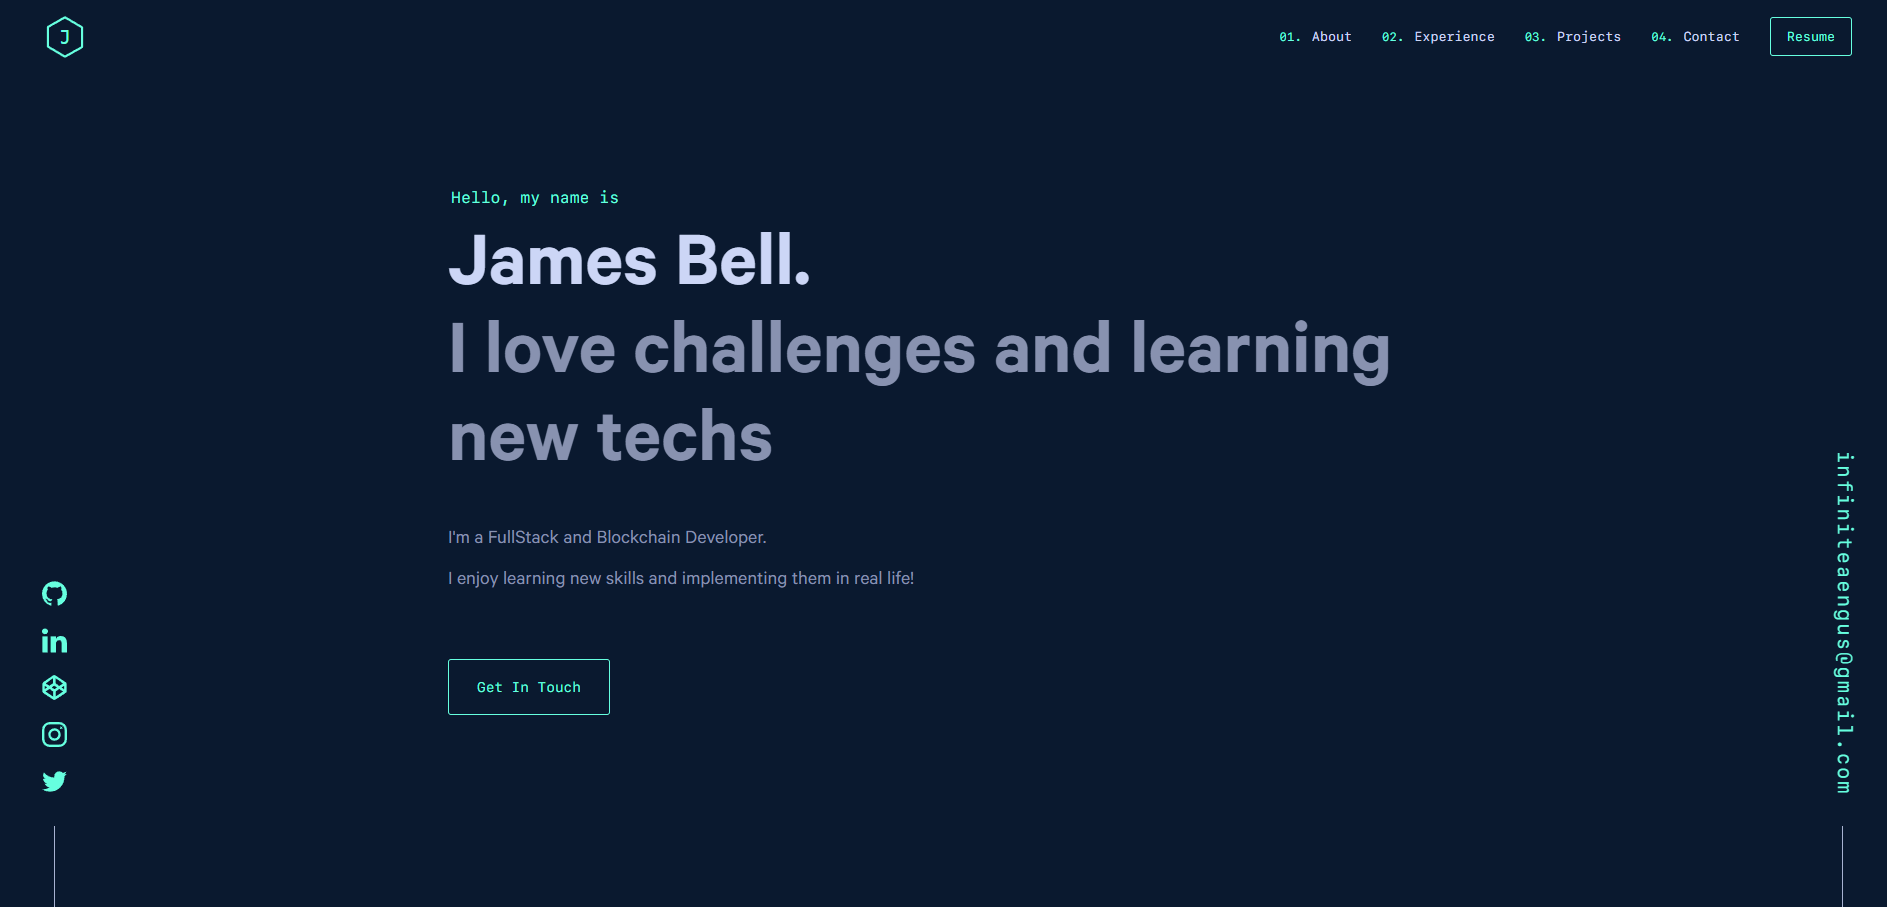 J
01. About 02. Experience 03. Projects 04. Contact Resume
Hello, my name is
James Bell.
I love challenges and learning
new techs
I'm a FullStack and Blockchain Developer.
I enjoy learning new skills and implementing them in real life!
Get In Touch
infiniteaengus@gmail.com